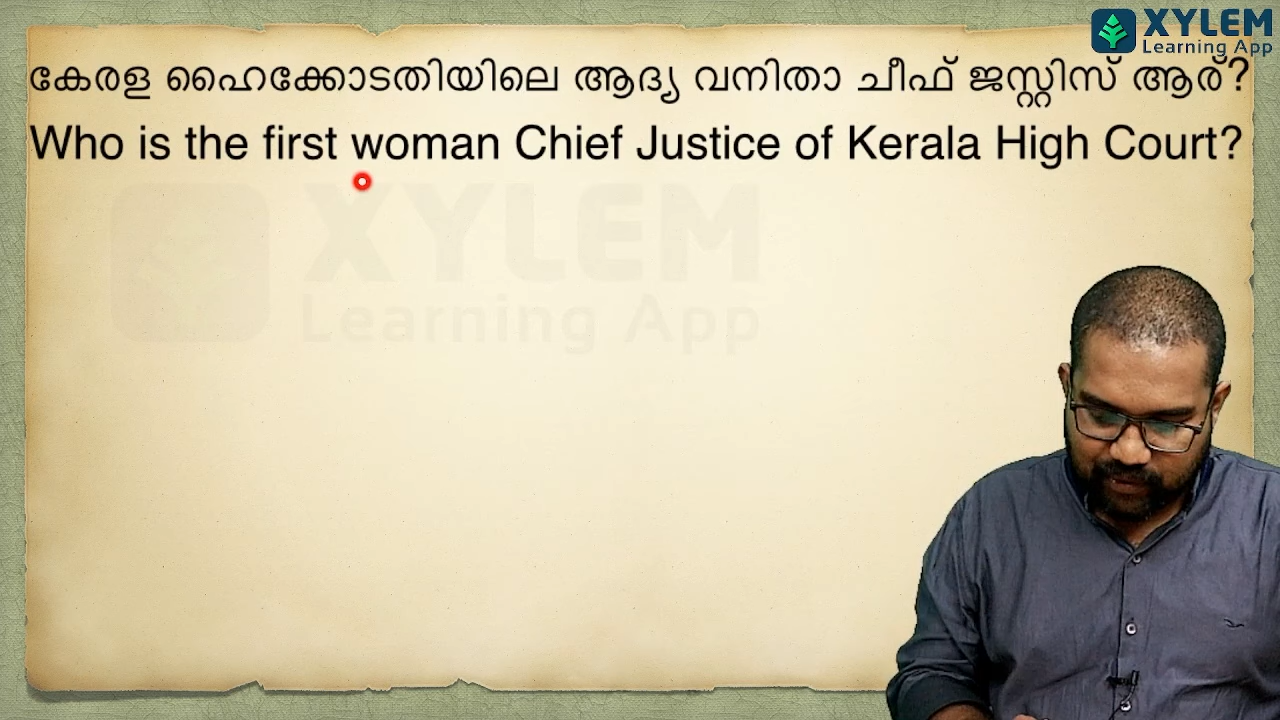 XYLEM
Learning App
കേരള ഹൈക്കോടതിയിലെ ആദ്യ വനിതാ ചീഫ് ജസ്റ്റിസ് ആര്?
Who is the first woman Chief Justice of Kerala High Court?
XYLEM
Learning App